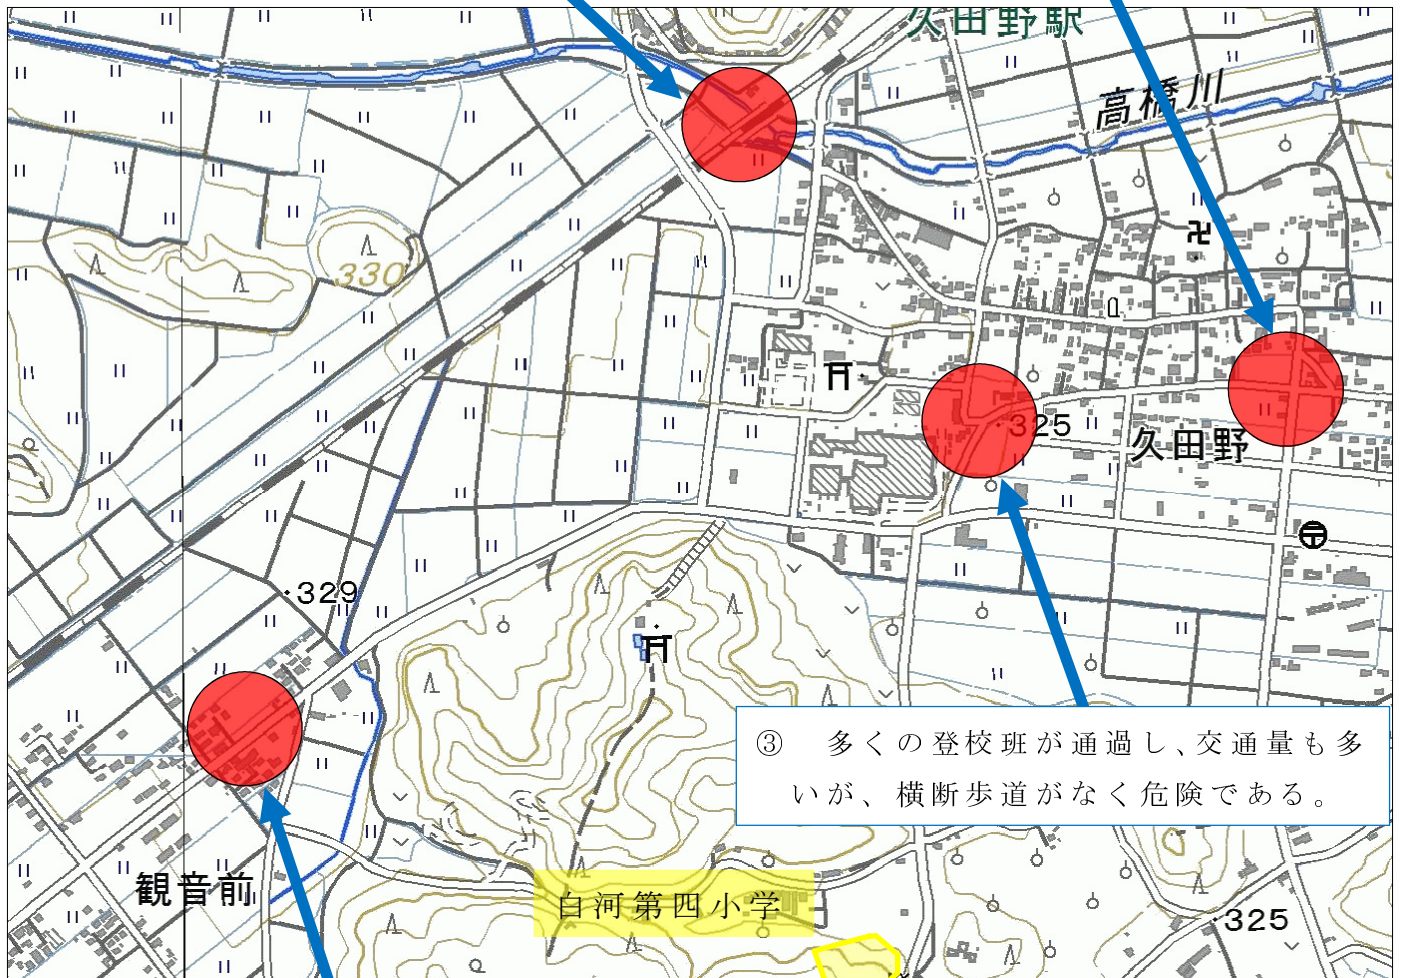 久田野駅
高橋川
330
325
久田野
329
③ 多くの登校班が通過し、交通量も多
いが、横断歩道がなく危険である。
観音前
白河第四小学
325